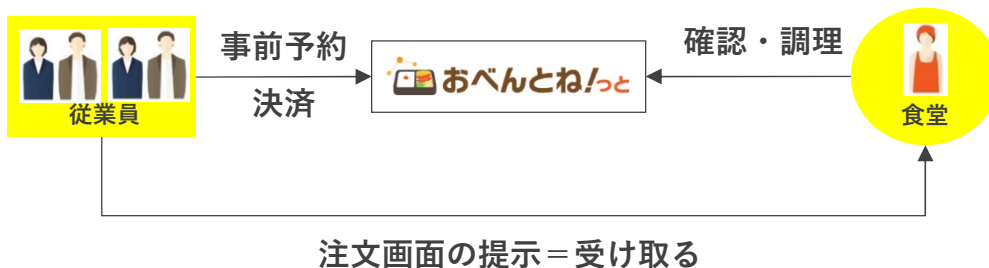 事前予約
決済
従業員
おべんとね!っと
確認・調理
食堂
注文画面の提示＝受け取る